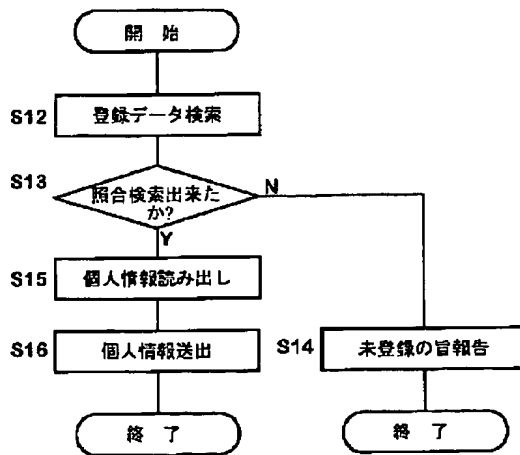 開 始
S12 登録データ検索
S13
照合検索出来た
か?
N
Y
S15 個人情報読み出し
S16 個人情報送出
S14 未登録の旨報告
終 了
終 了